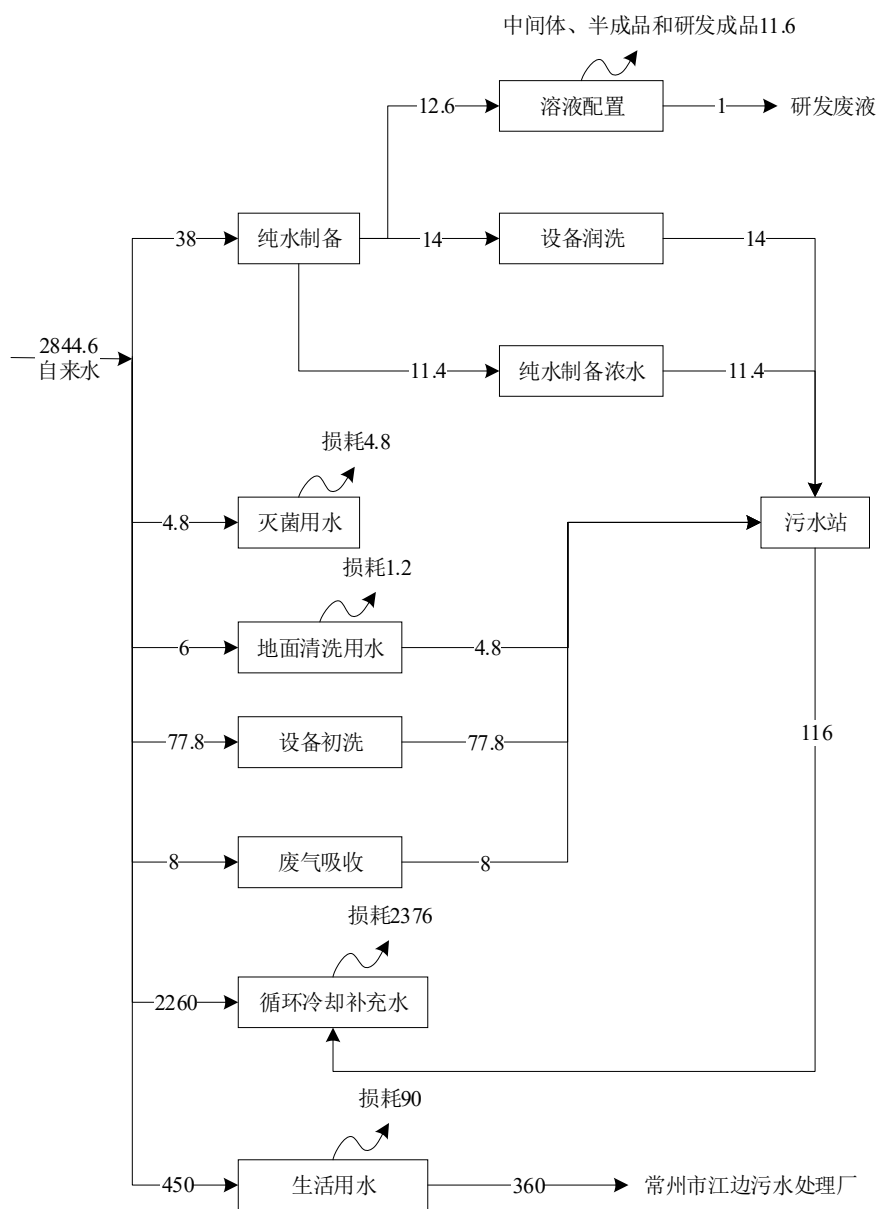 中间体、半成品和研发成品11.6
12.6
溶液配置
1
研发废液
38
纯水制备
14
设备润洗
14
2844.6
自来水
11.4
纯水制备浓水
11.4
损耗4.8
4.8
灭菌用水
污水站
损耗1.2
6
地面清洗用水
4.8
77.8
设备初洗
77.8
116
8
废气吸收
8
损耗2376
2260
循环冷却补充水
损耗90
450
生活用水
360
常州市江边污水处理厂